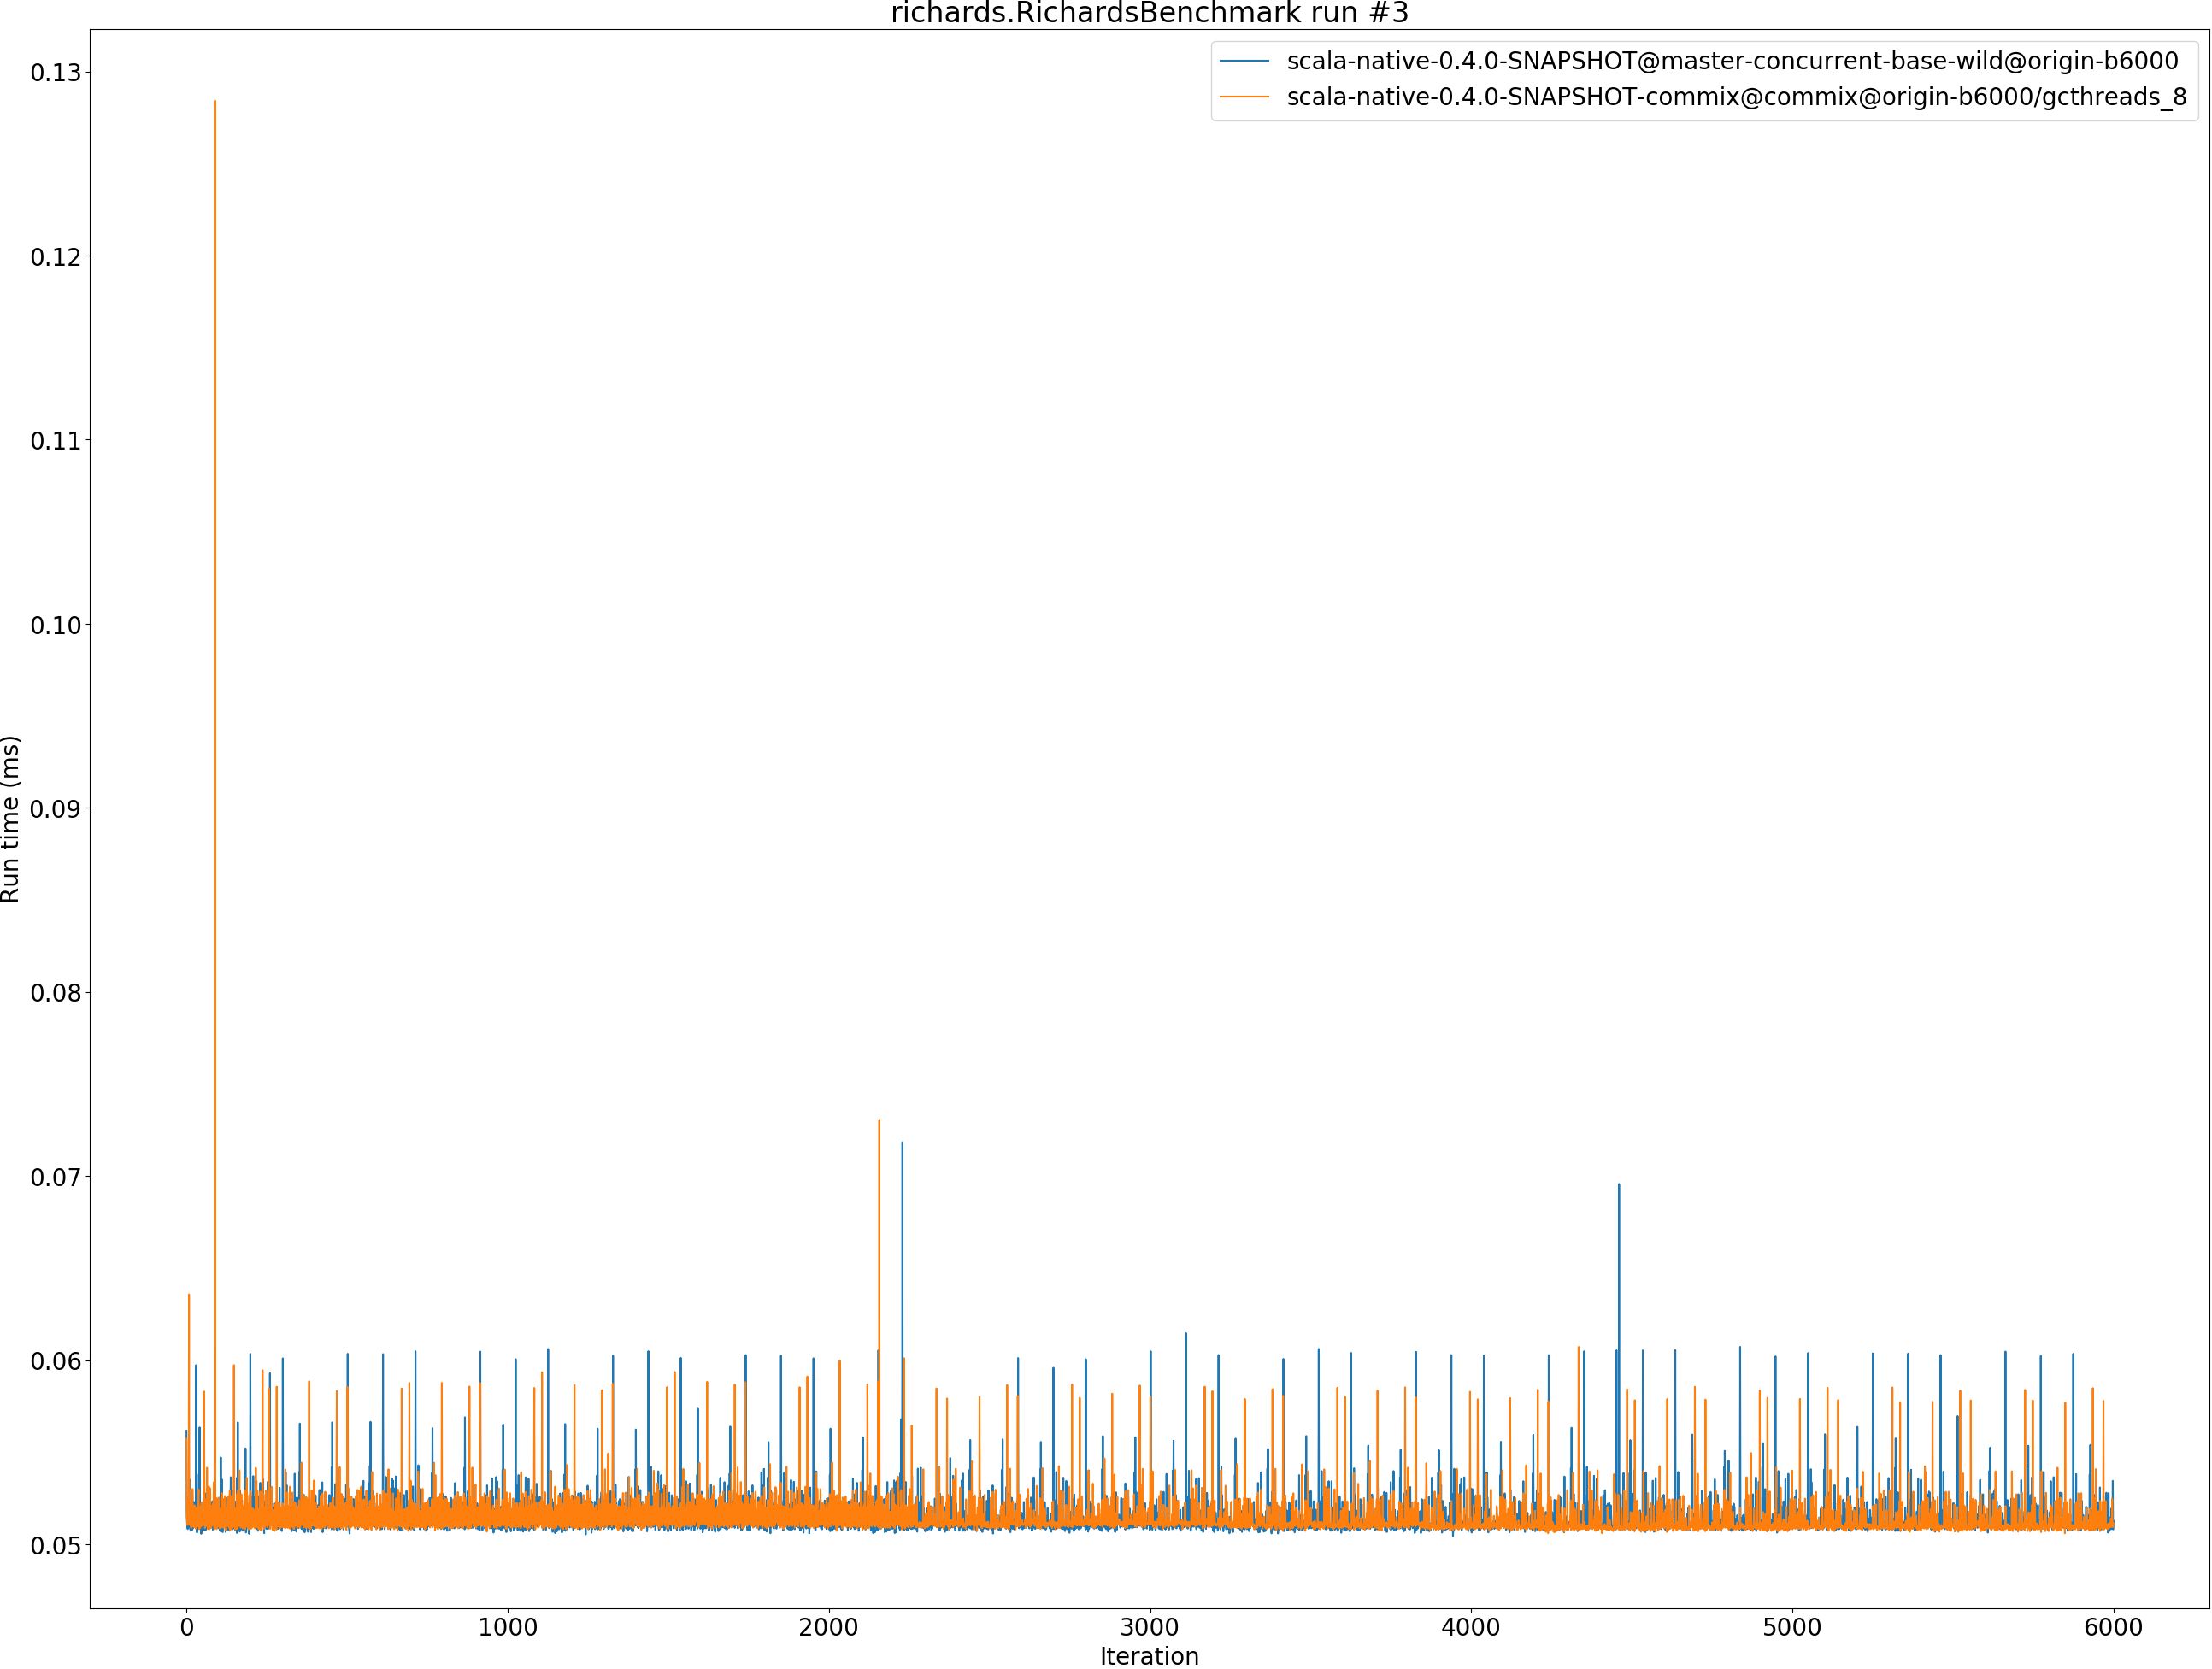 richards.RichardsBenchmark run #3
scala-native-0.4.0-SNAPSHOT@master-concurrent-base-wild@origin-b6000
scala-native-0.4.0-SNAPSHOT-commix@commix@origin-b6000/gcthreads_8
0.13
0.12
0.11
0.10
0.09
0.08
0.07
0.06
0.05
Run time (ms)
0 1000 2000 3000 4000 5000 6000
Iteration